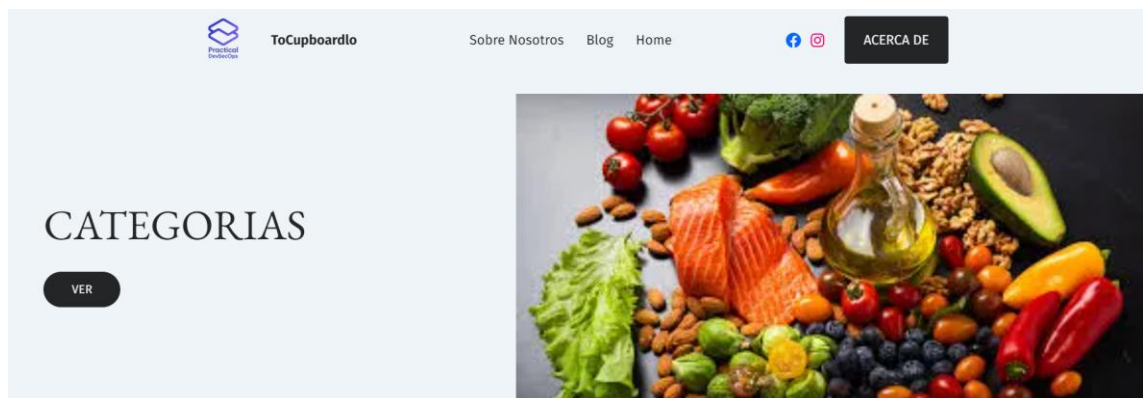 Practical
DevSecOps
ToCupboardlo
Sobre Nosotros Blog Home
ACERCA DE
CATEGORIAS
VER